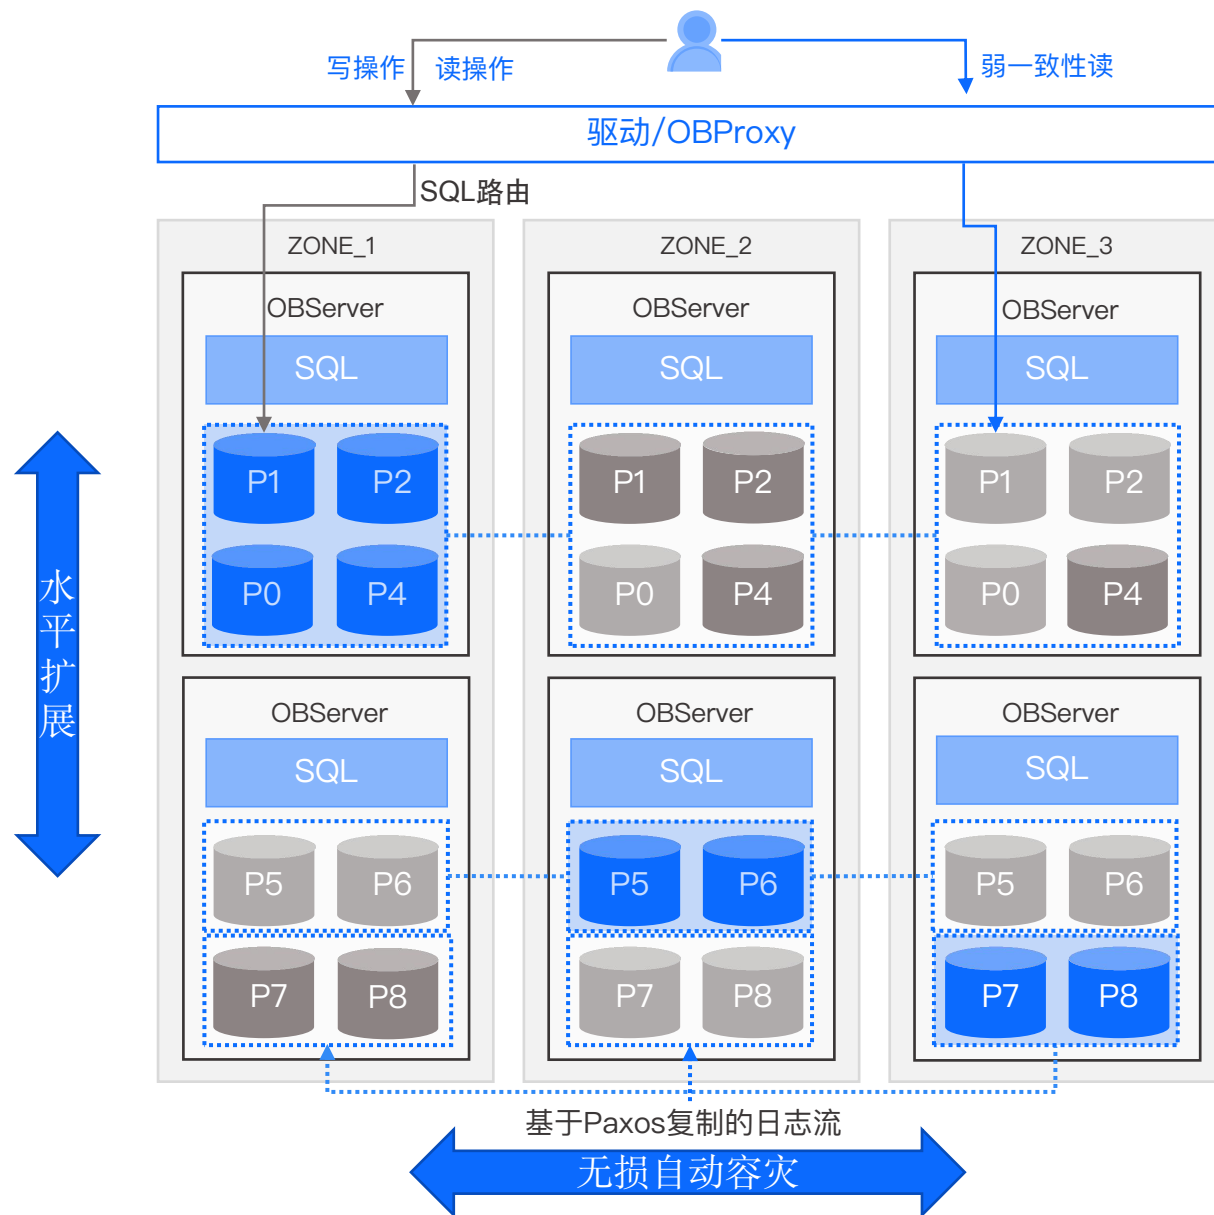 写操作
读操作
弱一致性读
驱动/OBProxy
SQL路由
ZONE_1
ZONE_2
ZONE_3
OBServer
OBServer
OBServer
SQL
SQL
SQL
P1
P2
P1
P2
P1
P2
P0
P4
P0
P4
P0
P4
水平扩展
OBServer
OBServer
OBServer
SQL
SQL
SQL
P5
P6
P5
P6
P5
P6
P7
P8
P7
P8
P7
P8
基于Paxos复制的日志流
无损自动容灾